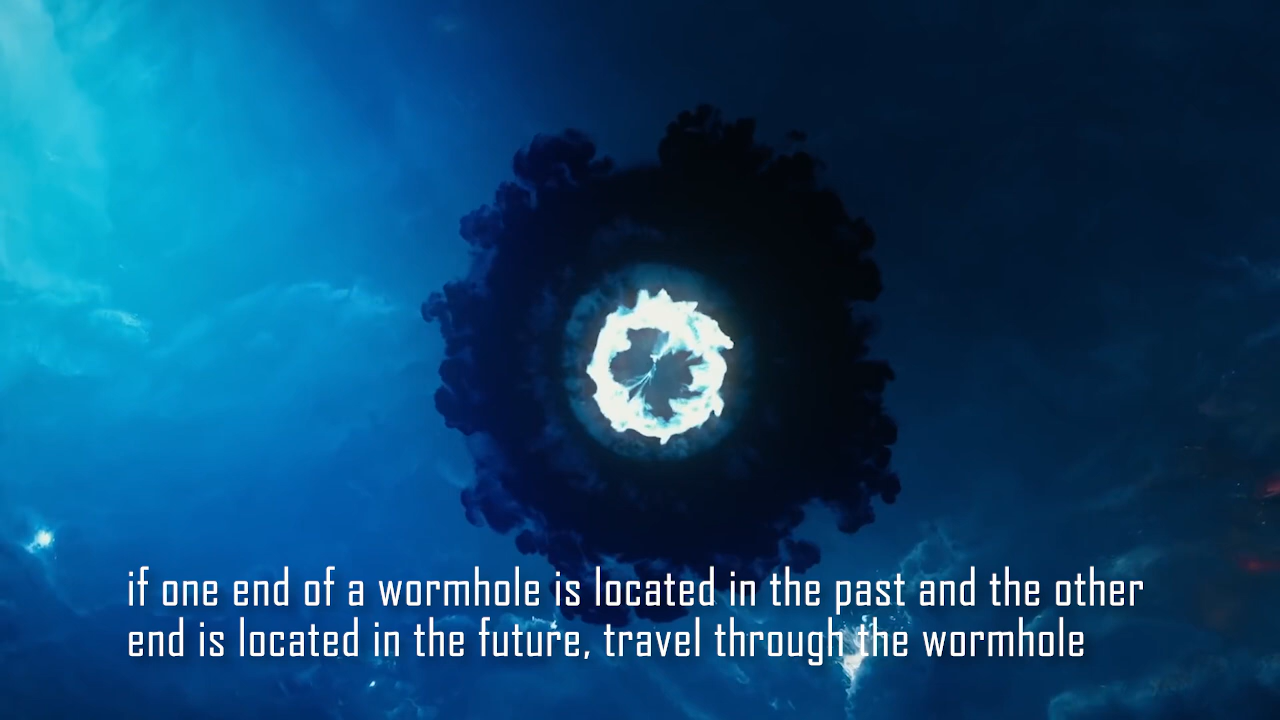 if one end of a wormhole is located in the past and the other
end is located in the future, travel through the wormhole